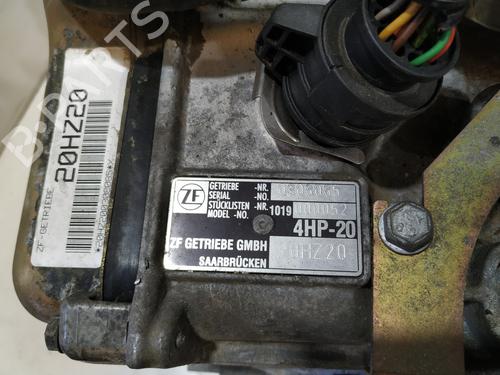 ZF-GETRIEBE
20HZ20
ZF
GETRIEBE -NR.
SERIAL -NO.
STÜCKLISTEN -NR. 1019
MODEL -NO.
4HP-20
ZF GETRIEBE GMBH 20HZ20
SAARBRÜCKEN
B-PARTS